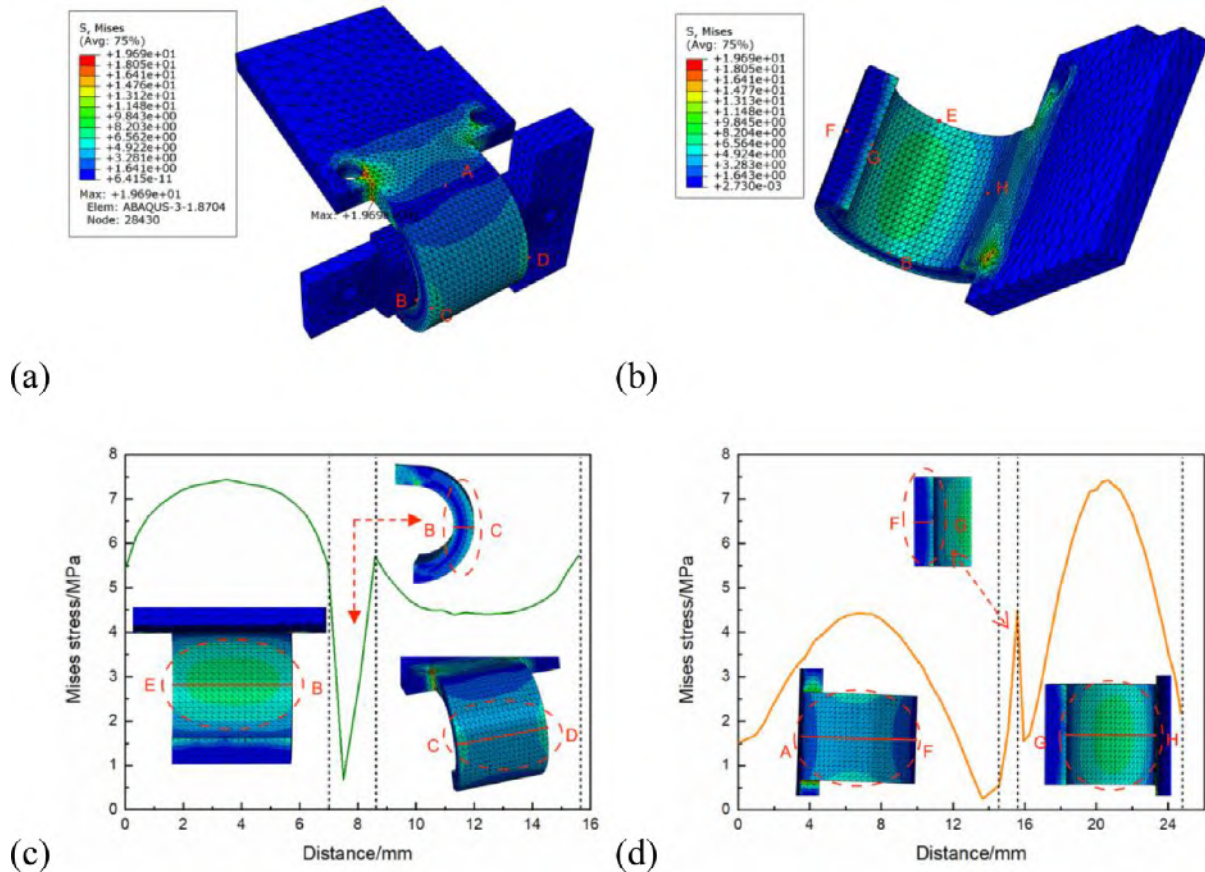 S, Mises
(Avg: 75%)
+1.969e+01
+1.805e+01
+1.641e+01
+1.476e+01
+1.312e+01
+1.148e+01
+9.843e+00
+8.203e+00
+6.562e+00
+4.922e+00
+3.281e+00
+1.641e+00
+6.415e-11
Max: +1.969e+01
Elem: ABAQUS-3-1.8704
Node: 28430
A
Max: +1.969e+01
D
B
C
(a)
S, Mises
(Avg: 75%)
+1.969e+01
+1.805e+01
+1.641e+01
+1.477e+01
+1.313e+01
+1.148e+01
+9.845e+00
+8.204e+00
+6.564e+00
+4.924e+00
+3.283e+00
+1.643e+00
+2.730e-03
E
F
G
H
B
(b)
Mises stress/MPa
8
7
6
5
4
3
2
1
0
B C
E B
C D
0 2 4 6 8 10 12 14 16
Distance/mm
(c)
Mises stress/MPa
8
7
6
5
4
3
2
1
0
F G
A F
G H
0 4 8 12 16 20 24
Distance/mm
(d)